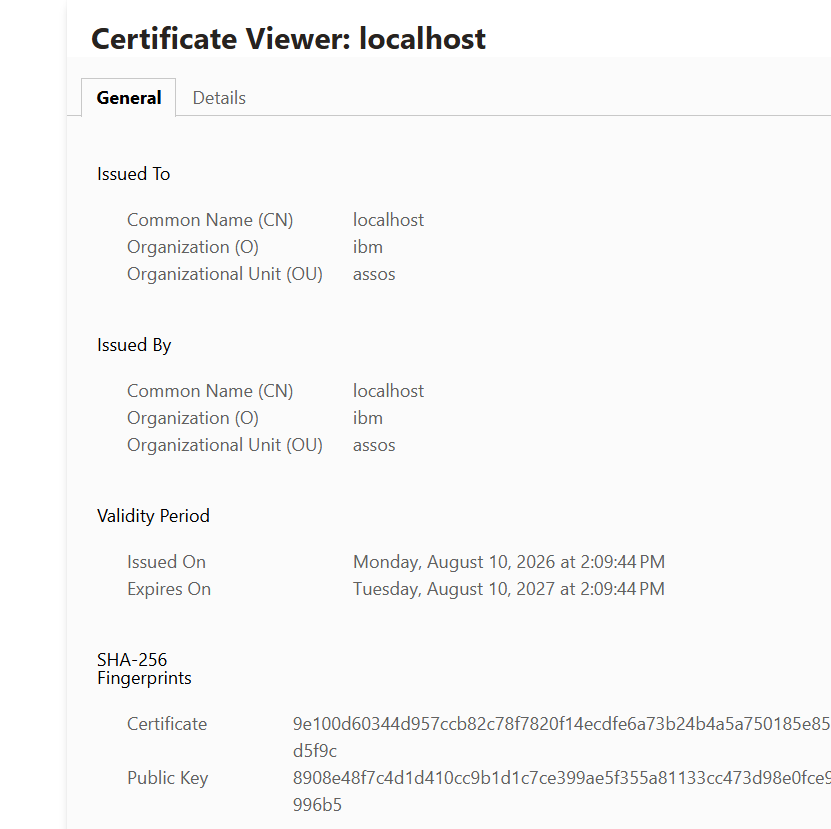 Certificate Viewer: localhost
General Details
Issued To
Common Name (CN) localhost
Organization (O) ibm
Organizational Unit (OU) assos
Issued By
Common Name (CN) localhost
Organization (O) ibm
Organizational Unit (OU) assos
Validity Period
Issued On Monday, August 10, 2026 at 2:09:44 PM
Expires On Tuesday, August 10, 2027 at 2:09:44 PM
SHA-256
Fingerprints
Certificate 9e100d60344d957ccb82c78f7820f14ecdfe6a73b24b4a5a750185e85
d5f9c
Public Key 8908e48f7c4d1d410cc9b1d1c7ce399ae5f355a81133cc473d98e0fce9
996b5